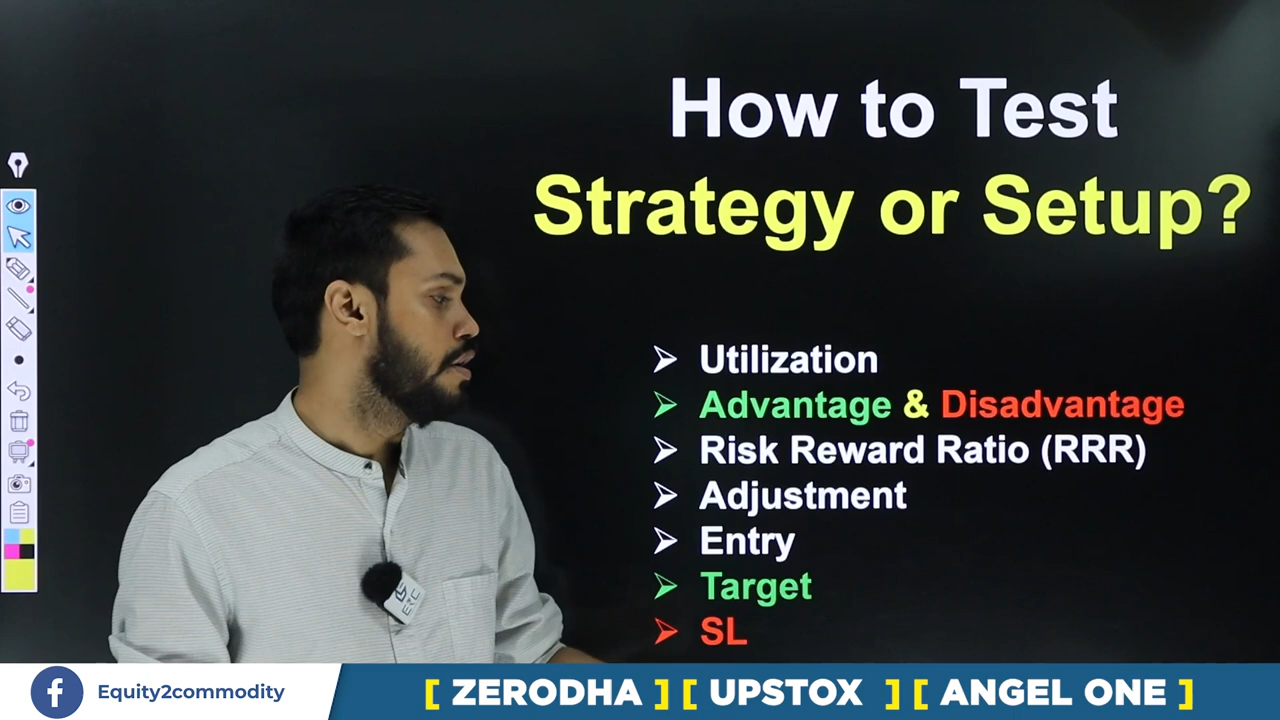 How to Test
Strategy or Setup?
Utilization
Advantage & Disadvantage
Risk Reward Ratio (RRR)
Adjustment
Entry
Target
SL
E2C
Equity2commodity
[ ZERODHA ] [ UPSTOX ] [ ANGEL ONE ]